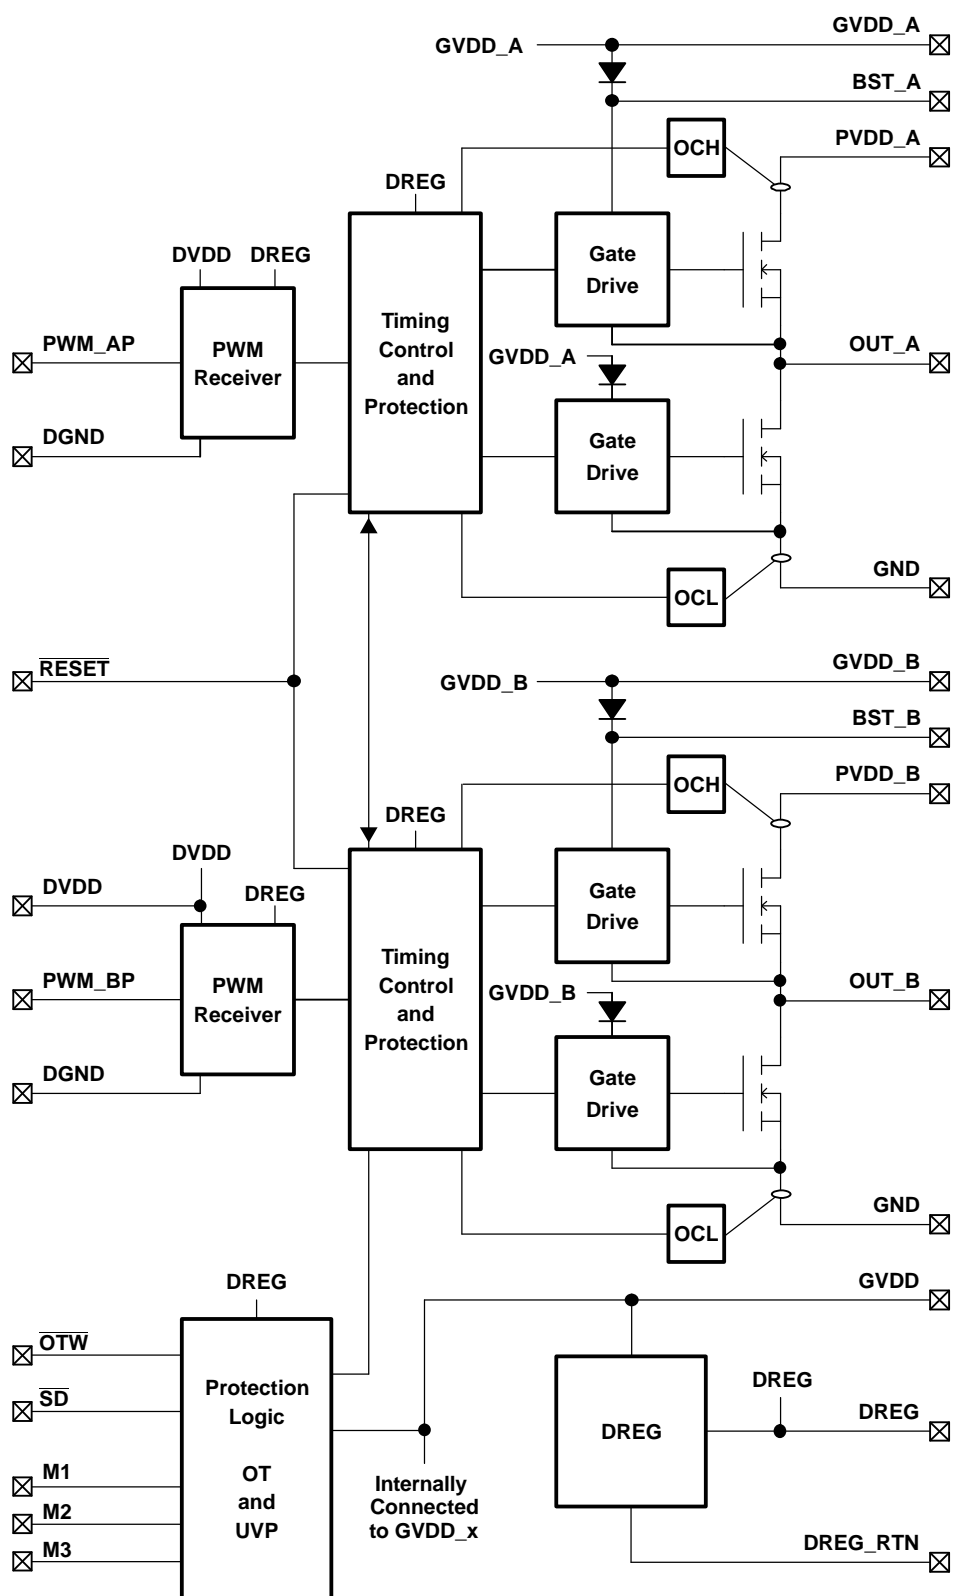 GVDD_A
GVDD_A
BST_A
OCH
PVDD_A
DREG
DVDD DREG
Gate
Drive
Timing
Control
and
Protection
PWM_AP
PWM
Receiver
GVDD_A
OUT_A
DGND
Gate
Drive
OCL
GND
RESET
GVDD_B
GVDD_B
BST_B
OCH
PVDD_B
DREG
DVDD
DVDD
DREG
Gate
Drive
Timing
Control
and
Protection
PWM_BP
PWM
Receiver
GVDD_B
OUT_B
DGND
Gate
Drive
OCL
GND
DREG
GVDD
OTW
SD
Protection
Logic
OT
and
UVP
DREG
DREG
DREG
M1
M2
M3
Internally
Connected
to GVDD_x
DREG_RTN